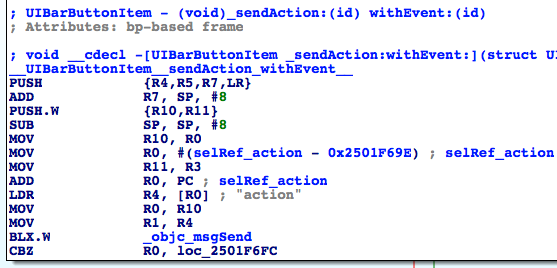 ; UIBarButtonItem - (void)_sendAction:(id) withEvent:(id)
; Attributes: bp-based frame
; void __cdecl -[UIBarButtonItem _sendAction:withEvent:](struct UI
__UIBarButtonItem__sendAction_withEvent__
PUSH {R4,R5,R7,LR}
ADD R7, SP, #8
PUSH.W {R10,R11}
SUB SP, SP, #8
MOV R10, R0
MOV R0, #(selRef_action - 0x2501F69E) ; selRef_action
MOV R11, R3
ADD R0, PC ; selRef_action
LDR R4, [R0] ; "action"
MOV R0, R10
MOV R1, R4
BLX.W _objc_msgSend
CBZ R0, loc_2501F6FC